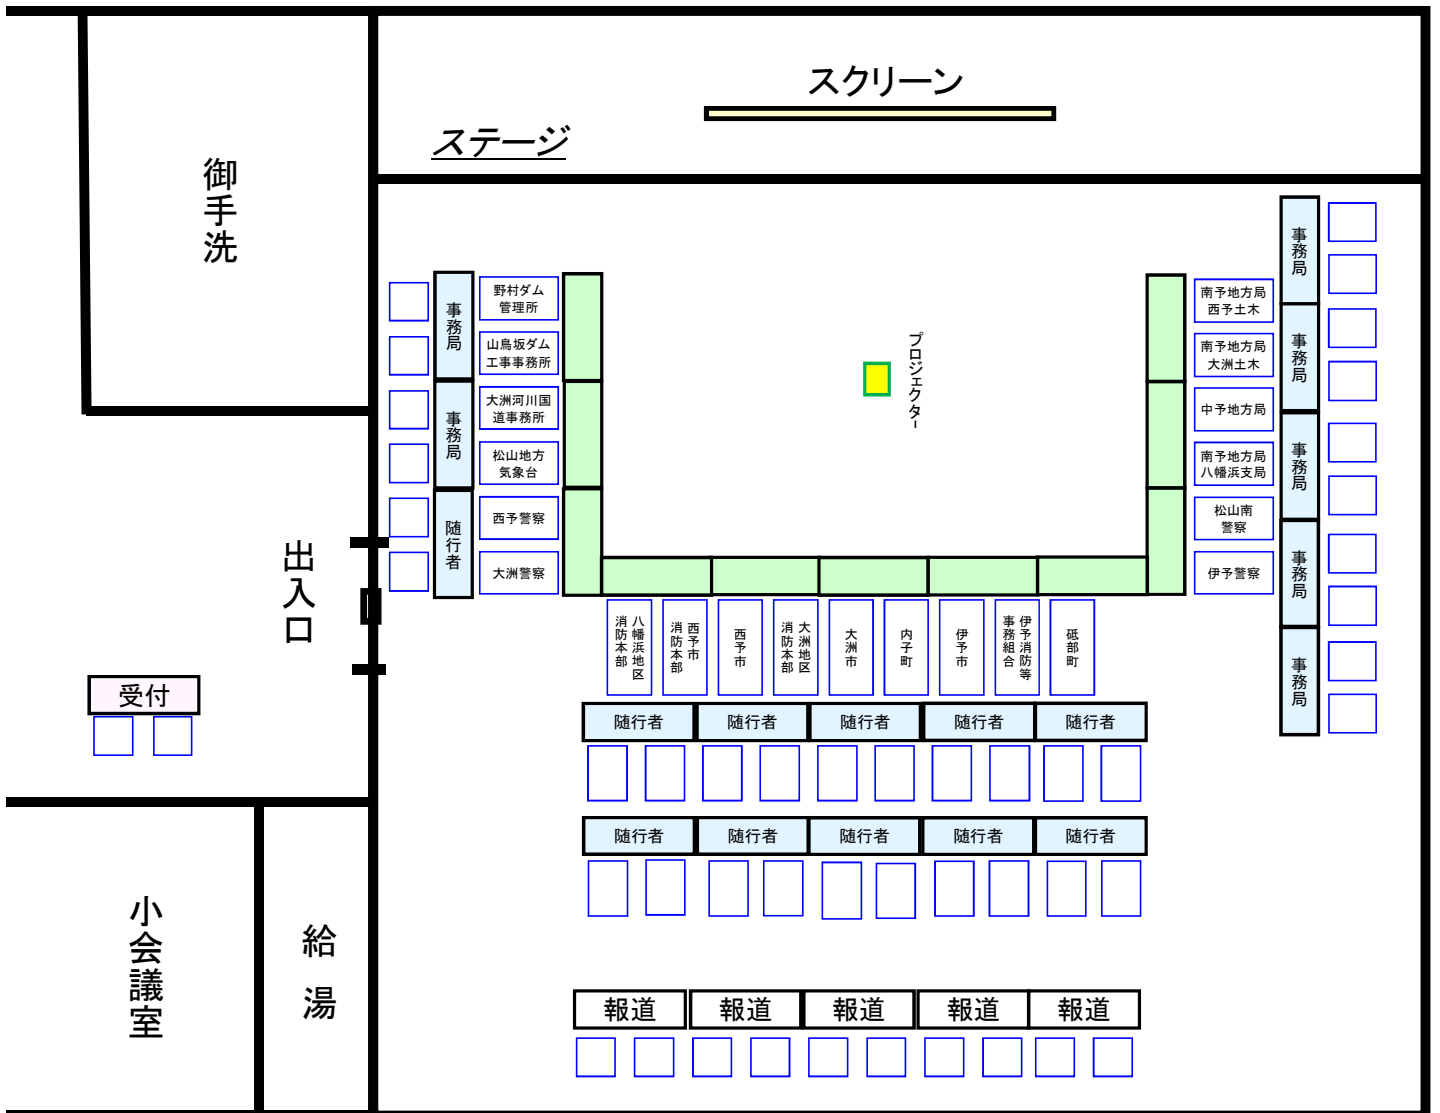 スクリーン
ステージ
御手洗
事務局
事務局
随行者
野村ダム
管理所
山鳥坂ダム
工事事務所
大洲河川国
道事務所
松山地方
気象台
西予警察
大洲警察
プロジェクター
南予地方局
西予土木
南予地方局
大洲土木
中予地方局
南予地方局
八幡浜支局
松山南
警察
伊予警察
事務局
事務局
事務局
事務局
事務局
出入口
受付
八幡浜地区
消防本部
西予市
消防本部
西予市
大洲地区
消防本部
大洲市
内子町
伊予市
伊予消防等
事務組合
砥部町
随行者
随行者
随行者
随行者
随行者
随行者
随行者
随行者
随行者
随行者
小会議室
給湯
報道
報道
報道
報道
報道